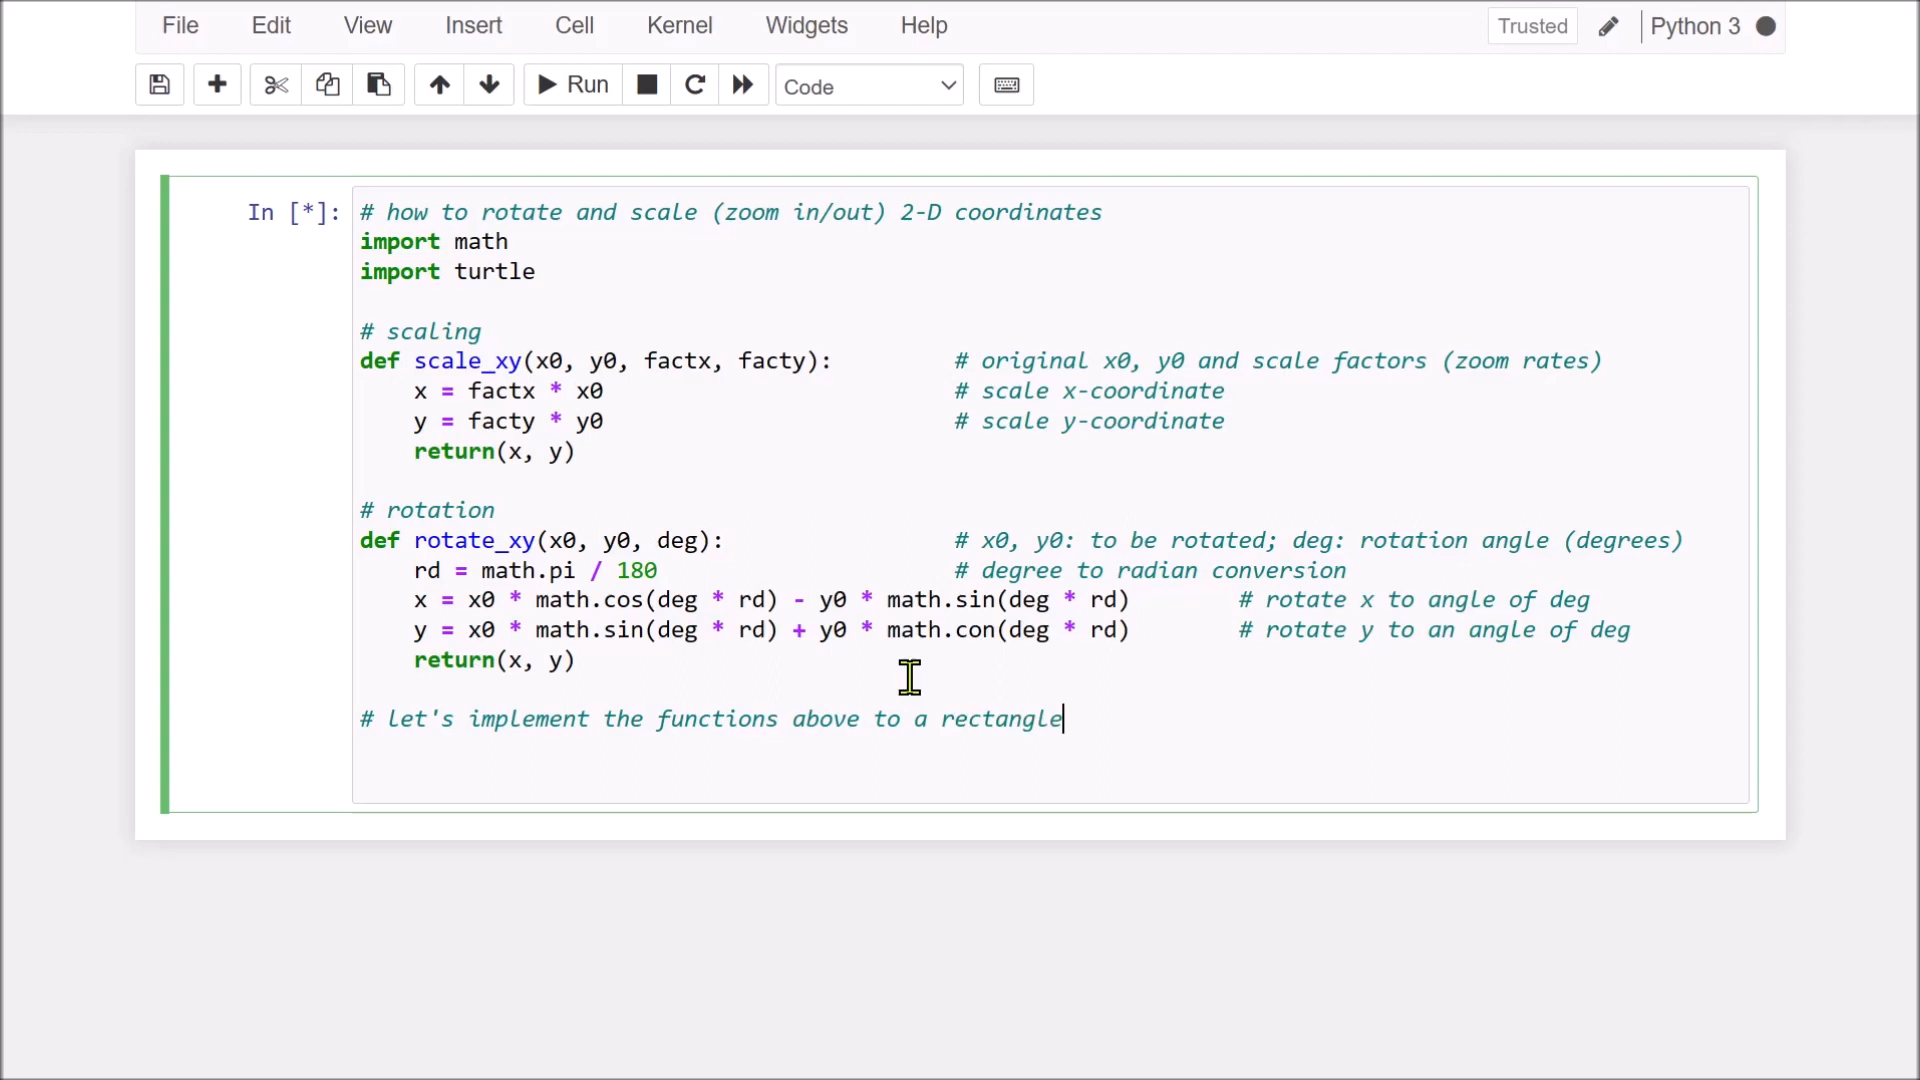 File Edit View Insert Cell Kernel Widgets Help Trusted Python 3
Run Code
In [*]: # how to rotate and scale (zoom in/out) 2-D coordinates
import math
import turtle
# scaling
def scale_xy(x0, y0, factx, facty): # original x0, y0 and scale factors (zoom rates)
x = factx * x0 # scale x-coordinate
y = facty * y0 # scale y-coordinate
return(x, y)
# rotation
def rotate_xy(x0, y0, deg): # x0, y0: to be rotated; deg: rotation angle (degrees)
rd = math.pi / 180 # degree to radian conversion
x = x0 * math.cos(deg * rd) - y0 * math.sin(deg * rd) # rotate x to angle of deg
y = x0 * math.sin(deg * rd) + y0 * math.con(deg * rd) # rotate y to an angle of deg
return(x, y)
# let's implement the functions above to a rectangle